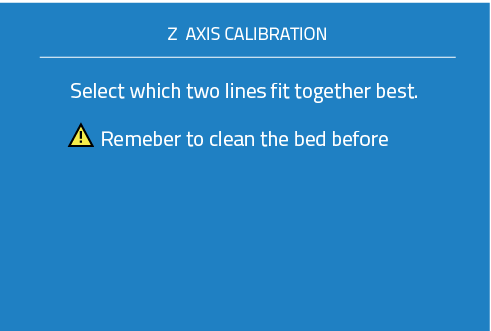 Z AXIS CALIBRATION
Select which two lines fit together best.
Remeber to clean the bed before